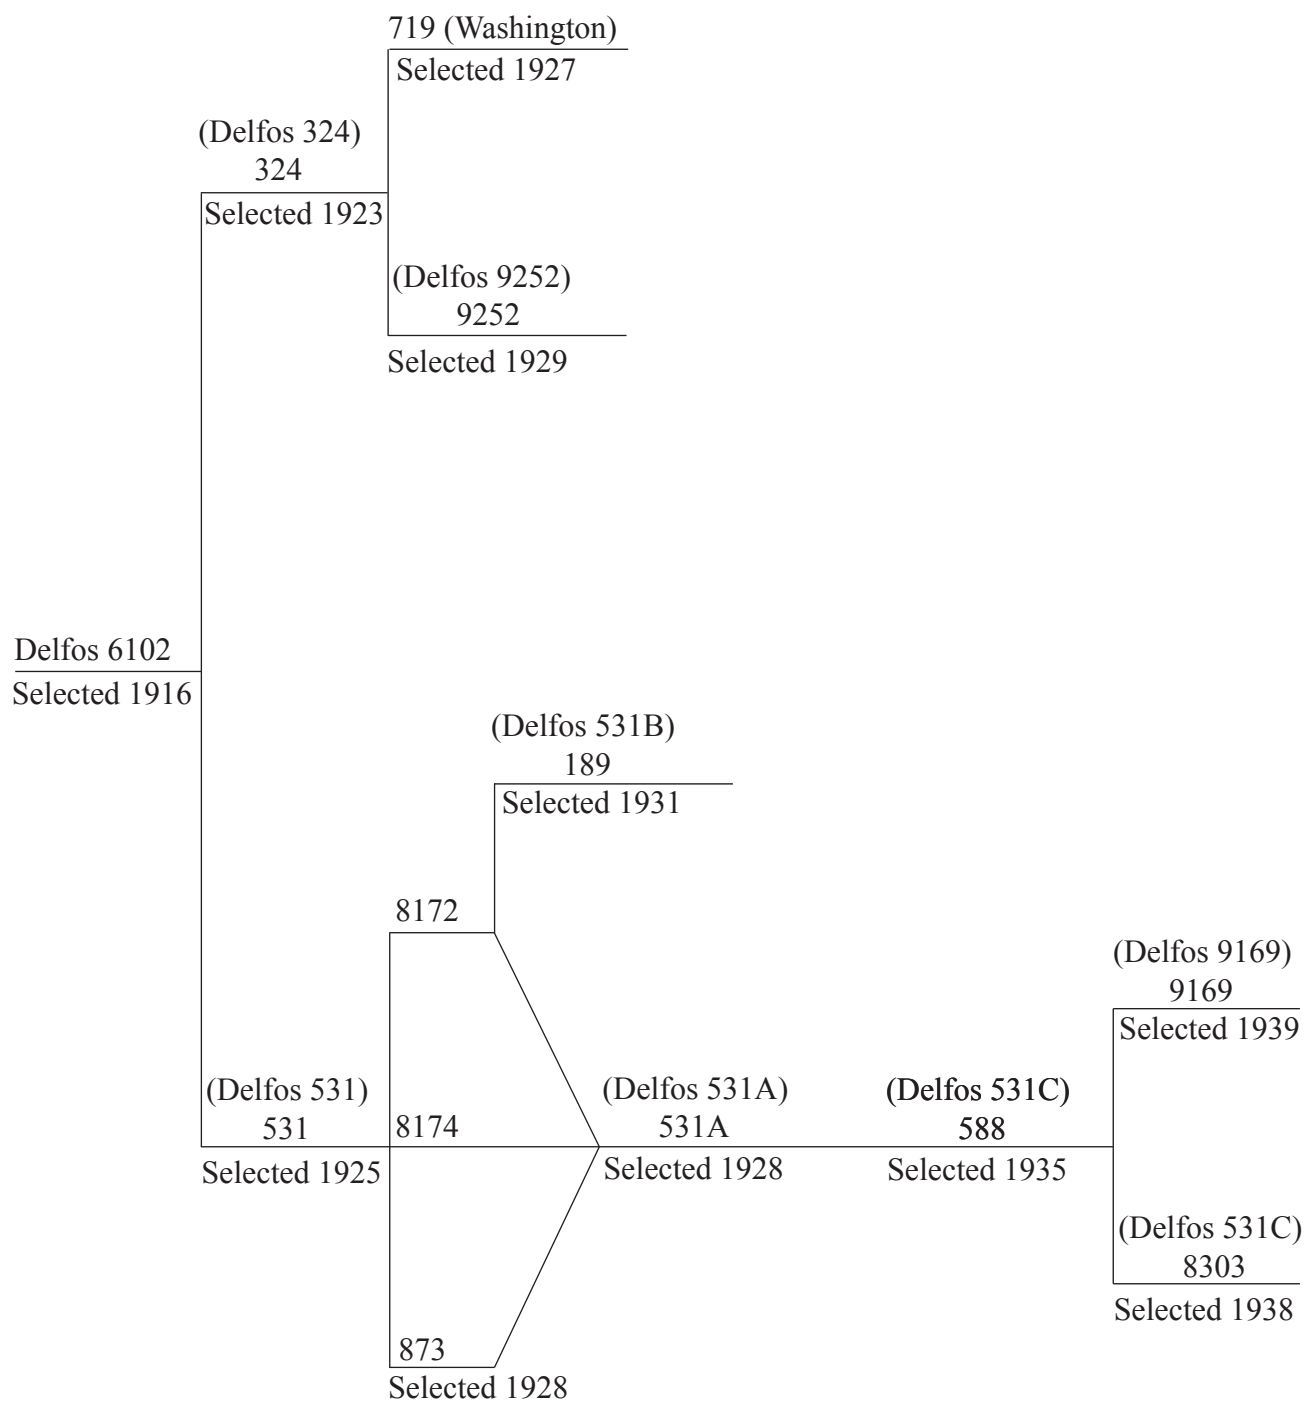 719 (Washington)
Selected 1927
(Delfos 324)
324
Selected 1923
(Delfos 9252)
9252
Selected 1929
Delfos 6102
Selected 1916
(Delfos 531B)
189
Selected 1931
8172
(Delfos 9169)
9169
Selected 1939
(Delfos 531)
531
Selected 1925
8174
(Delfos 531A)
531A
Selected 1928
(Delfos 531C)
588
Selected 1935
(Delfos 531C)
8303
Selected 1938
873
Selected 1928